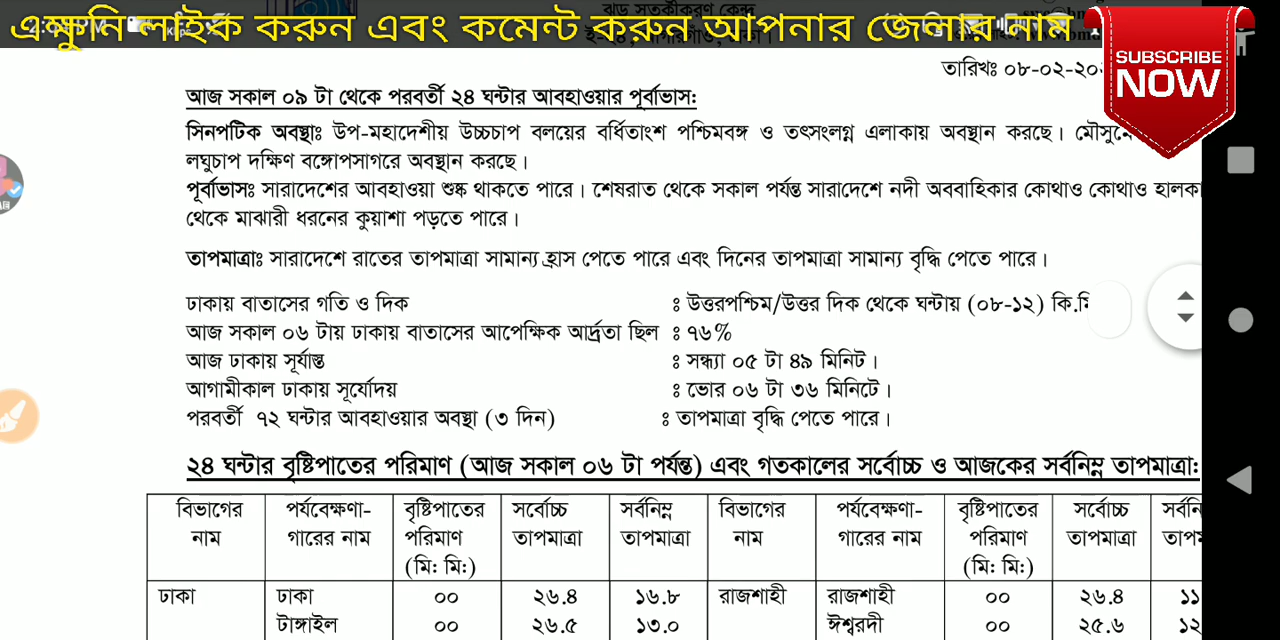 এক্ষুনি লাইক করুন এবং কমেন্ট করুন আপনার জেলার নাম
ঝড় সতর্কীকরণ কেন্দ্র
SUBSCRIBE
NOW
তারিখঃ ০৮-০২-২০
আজ সকাল ০৯ টা থেকে পরবর্তী ২৪ ঘন্টার আবহাওয়ার পূর্বাভাস:
সিনপটিক অবস্থাঃ উপ-মহাদেশীয় উচ্চচাপ বলয়ের বর্ধিতাংশ পশ্চিমবঙ্গ ও তৎসংলগ্ন এলাকায় অবস্থান করছে।
লঘুচাপ দক্ষিণ বঙ্গোপসাগরে অবস্থান করছে।
পূর্বাভাসঃ সারাদেশের আবহাওয়া শুষ্ক থাকতে পারে। শেষরাত থেকে সকাল পর্যন্ত সারাদেশে নদী অববাহিকার কোথাও কোথাও হালকা
থেকে মাঝারী ধরনের কুয়াশা পড়তে পারে।
তাপমাত্রাঃ সারাদেশে রাতের তাপমাত্রা সামান্য হ্রাস পেতে পারে এবং দিনের তাপমাত্রা সামান্য বৃদ্ধি পেতে পারে।
ঢাকায় বাতাসের গতি ও দিক : উত্তরপশ্চিম/উত্তর দিক থেকে ঘন্টায় (০৮-১২) কি.মি
আজ সকাল ০৬ টায় ঢাকায় বাতাসের আপেক্ষিক আর্দ্রতা ছিল : ৭৬%
আজ ঢাকায় সূর্যাস্ত : সন্ধ্যা ০৫ টা ৪৯ মিনিট।
আগামীকাল ঢাকায় সূর্যোদয় : ভোর ০৬ টা ৩৬ মিনিটে।
পরবর্তী ৭২ ঘন্টার আবহাওয়ার অবস্থা (৩ দিন) : তাপমাত্রা বৃদ্ধি পেতে পারে।
২৪ ঘন্টার বৃষ্টিপাতের পরিমাণ (আজ সকাল ০৬ টা পর্যন্ত) এবং গতকালের সর্বোচ্চ ও আজকের সর্বনিম্ন তাপমাত্রা:
বিভাগের পর্যবেক্ষণা- বৃষ্টিপাতের সর্বোচ্চ সর্বনিম্ন বিভাগের পর্যবেক্ষণা- বৃষ্টিপাতের সর্বোচ্চ
নাম গারের নাম পরিমাণ তাপমাত্রা তাপমাত্রা নাম গারের নাম পরিমাণ তাপমাত্রা
(মি: মি:) (মি: মি:)
ঢাকা ঢাকা ০০ ২৬.৪ ১৬.৮ রাজশাহী রাজশাহী ০০ ২৬.৪ ১১
টাঙ্গাইল ০০ ২৬.৫ ১৩.০ ঈশ্বরদী ০০ ২৫.৬ ১২